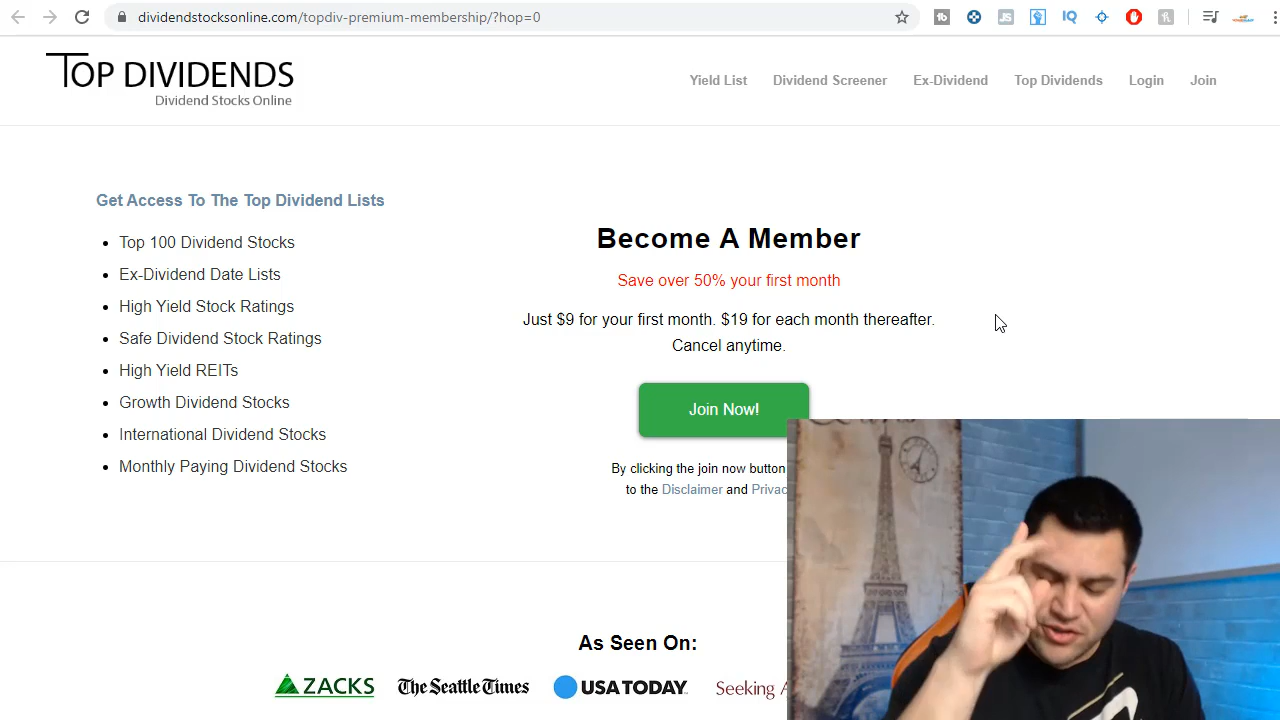 dividendstocksonline.com/topdiv-premium-membership/?hop=0
TOP DIVIDENDS
Dividend Stocks Online
Yield List Dividend Screener Ex-Dividend Top Dividends Login Join
Get Access To The Top Dividend Lists
Top 100 Dividend Stocks
Ex-Dividend Date Lists
High Yield Stock Ratings
Safe Dividend Stock Ratings
High Yield REITs
Growth Dividend Stocks
International Dividend Stocks
Monthly Paying Dividend Stocks
Become A Member
Save over 50% your first month
Just $9 for your first month. $19 for each month thereafter.
Cancel anytime.
Join Now!
By clicking the join now button
to the Disclaimer and Privac
As Seen On:
ZACKS The Seattle Times USA TODAY Seeking A